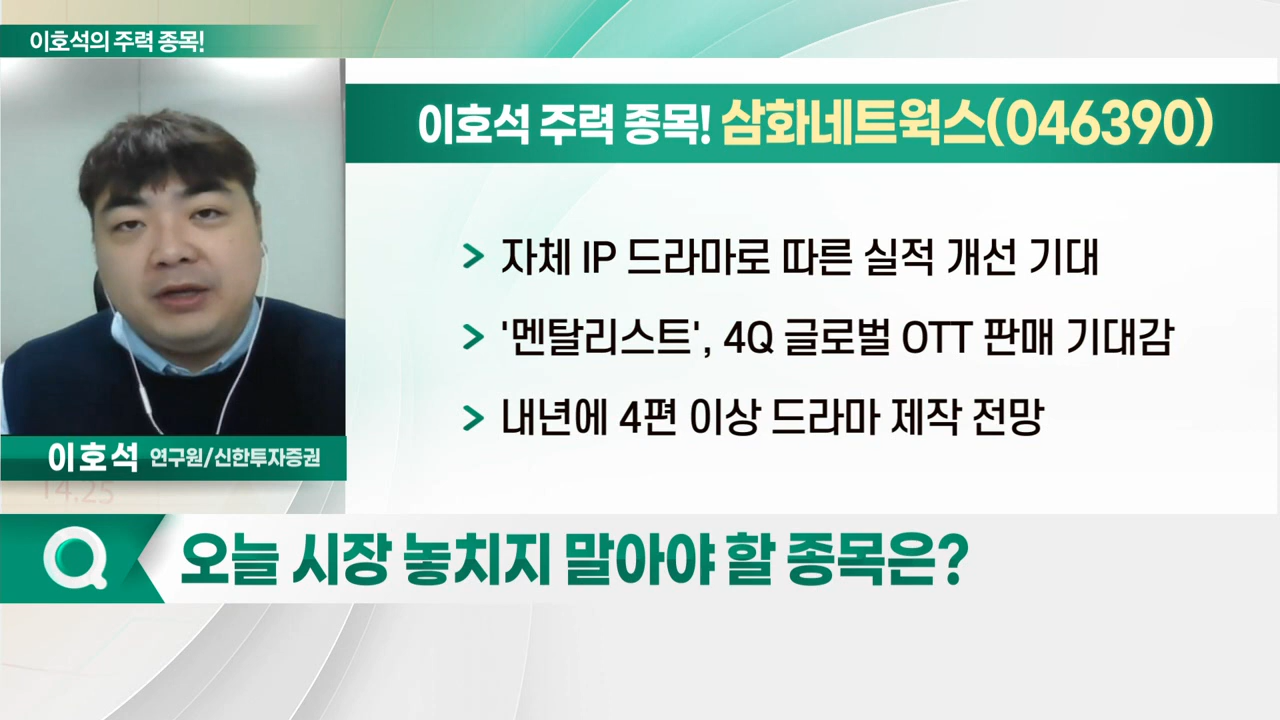 이호석의 주력 종목!
이호석 주력 종목! 삼화네트웍스(046390)
> 자체 IP 드라마로 따른 실적 개선 기대
> '멘탈리스트', 4Q 글로벌 OTT 판매 기대감
> 내년에 4편 이상 드라마 제작 전망
이호석 연구원/신한투자증권
14.25
Q 오늘 시장 놓치지 말아야 할 종목은?